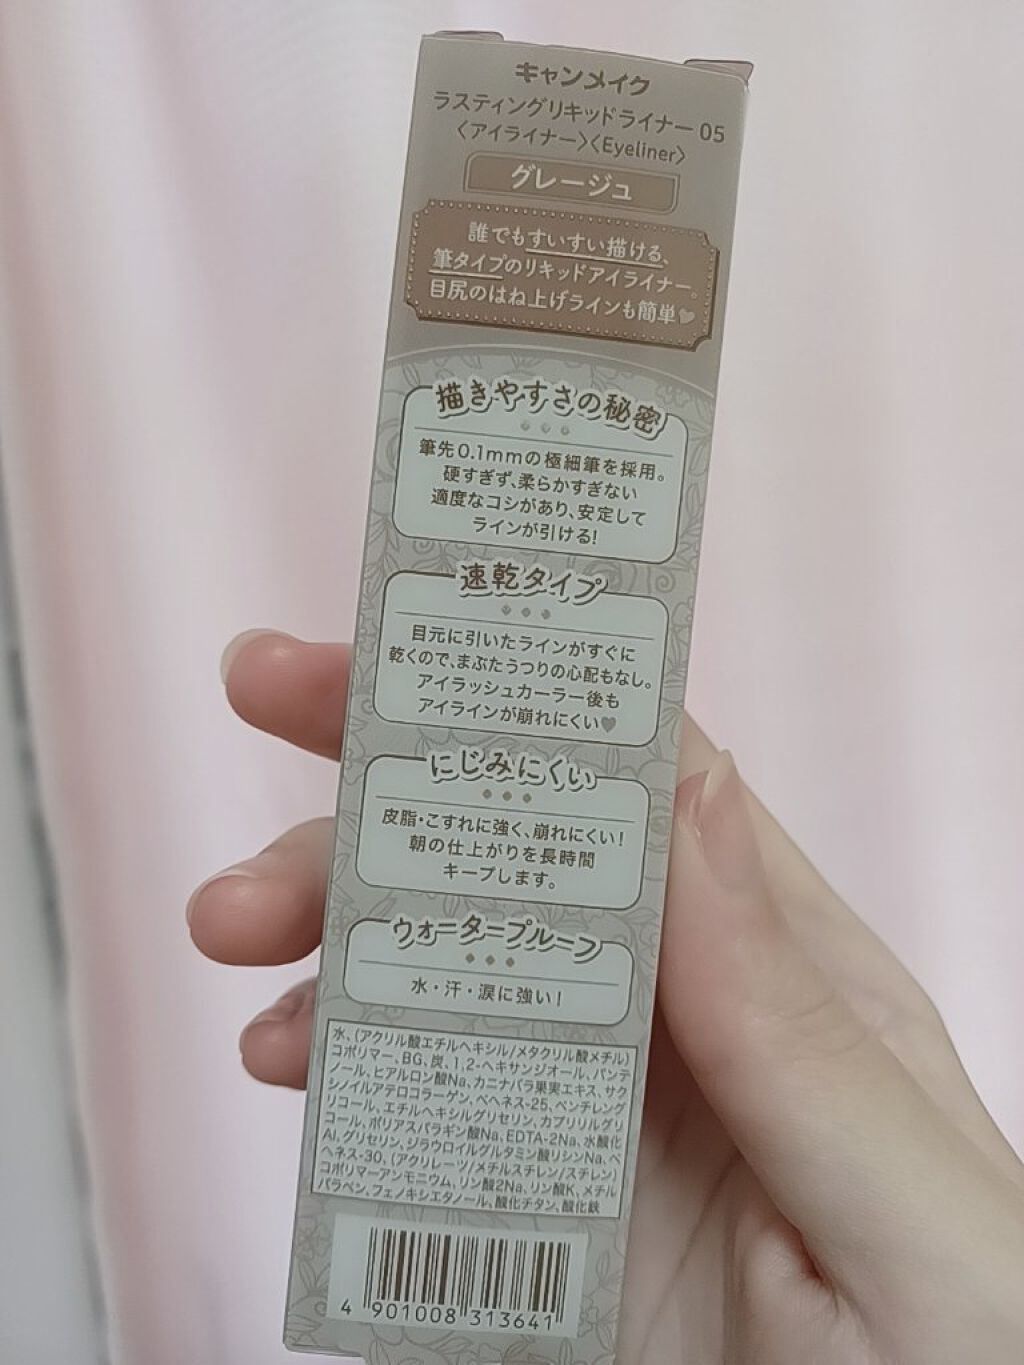 キャンメイク
ラスティングリキッドライナー 05
〈アイライナー〉〈Eyeliner〉
グレージュ
誰でもすいすい描ける、
筆タイプのリキッドアイライナー。
目尻のはね上げラインも簡単♥
描きやすさの秘密
筆先0.1mmの極細筆を採用。
硬すぎず、柔らかすぎない
適度なコシがあり、安定して
ラインが引ける!
速乾タイプ
目元に引いたラインがすぐに
乾くので、まぶたうつりの心配もなし。
アイラッシュカーラー後も
アイラインが崩れにくい♥
にじみにくい
皮脂・こすれに強く、崩れにくい!
朝の仕上がりを長時間
キープします。
ウォータープルーフ
水・汗・涙に強い!
水、(アクリル酸エチルヘキシル/メタクリル酸メチル)
コポリマー、BG、炭、1,2-ヘキサンジオール、パンテ
ノール、ヒアルロン酸Na、カニナバラ果実エキス、サク
シノイルアテロコラーゲン、ベヘネス-25、ペンチレング
リコール、エチルヘキシルグリセリン、カプリリルグリ
コール、ポリアスパラギン酸Na、EDTA-2Na、水酸化
Al、グリセリン、ジラウロイルグルタミン酸リシンNa、ベ
ヘネス-30、(アクリレーツ/メチルスチレン/スチレン)
コポリマーアンモニウム、リン酸2Na、リン酸K、メチル
パラベン、フェノキシエタノール、酸化チタン、酸化鉄
4 901008 313641